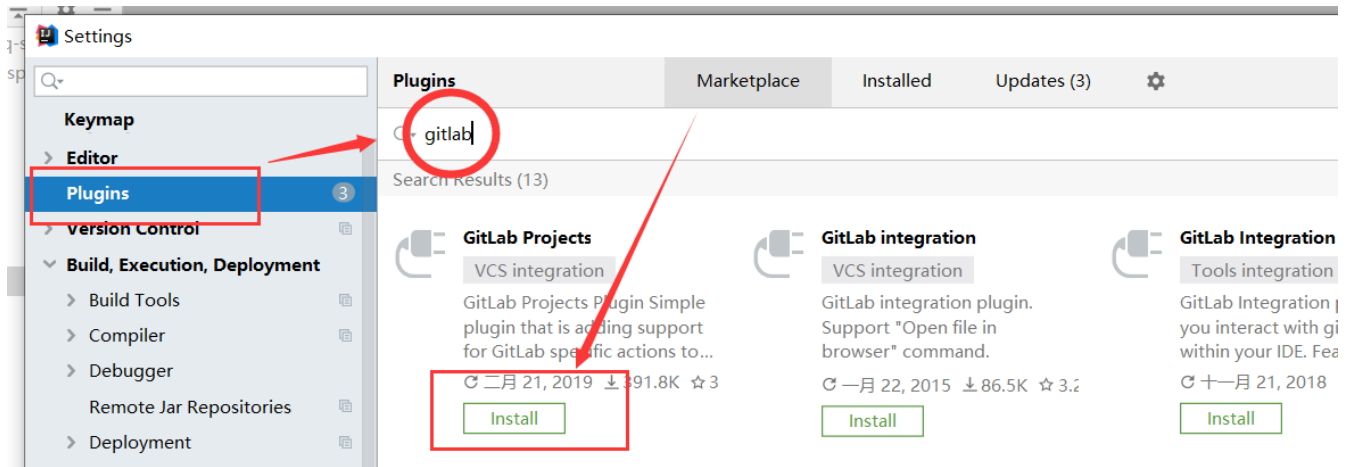 Settings
Plugins
Marketplace
Installed
Updates (3)
Keymap
gitlab
Editor
Plugins
3
Search Results (13)
Version Control
Build, Execution, Deployment
Build Tools
Compiler
Debugger
Remote Jar Repositories
Deployment
GitLab Projects
VCS integration
GitLab Projects Plugin Simple
plugin that is adding support
for GitLab specific actions to...
二月 21, 2019 391.8K 3
Install
GitLab integration
VCS integration
GitLab integration plugin.
Support "Open file in
browser" command.
一月 22, 2015 86.5K 3.2
Install
GitLab Integration
Tools integration
GitLab Integration
you interact with
within your IDE.
十一月 21, 2018
Install